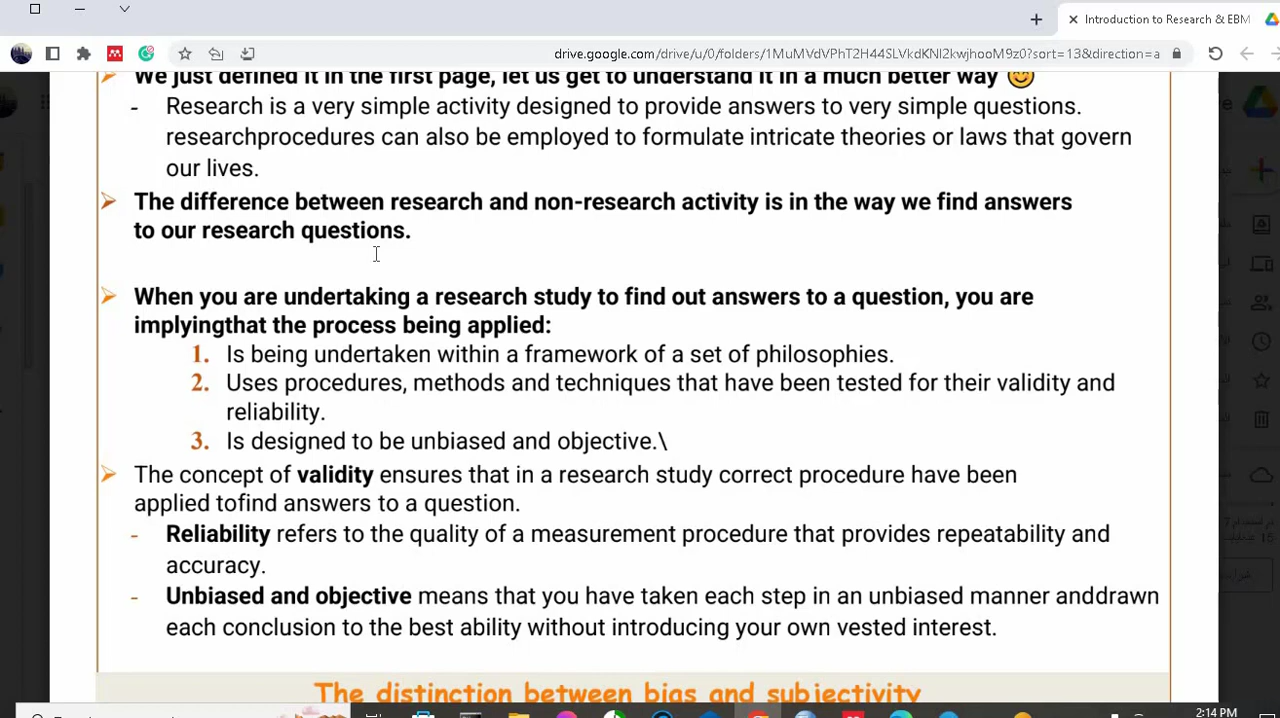 Introduction to Research & EBM
drive.google.com/drive/u/0/folders/1MuMVdVPhT2H44SLVkdKNI2kwjhooM9z0?sort=13&direction=a
We just defined it in the first page, let us get to understand it in a much better way 😊
- Research is a very simple activity designed to provide answers to very simple questions.
researchprocedures can also be employed to formulate intricate theories or laws that govern
our lives.
The difference between research and non-research activity is in the way we find answers
to our research questions.
When you are undertaking a research study to find out answers to a question, you are
implyingthat the process being applied:
1. Is being undertaken within a framework of a set of philosophies.
2. Uses procedures, methods and techniques that have been tested for their validity and
reliability.
3. Is designed to be unbiased and objective.\
The concept of validity ensures that in a research study correct procedure have been
applied tofind answers to a question.
- Reliability refers to the quality of a measurement procedure that provides repeatability and
accuracy.
- Unbiased and objective means that you have taken each step in an unbiased manner anddrawn
each conclusion to the best ability without introducing your own vested interest.
The distinction between bias and subjectivity
2:14 PM